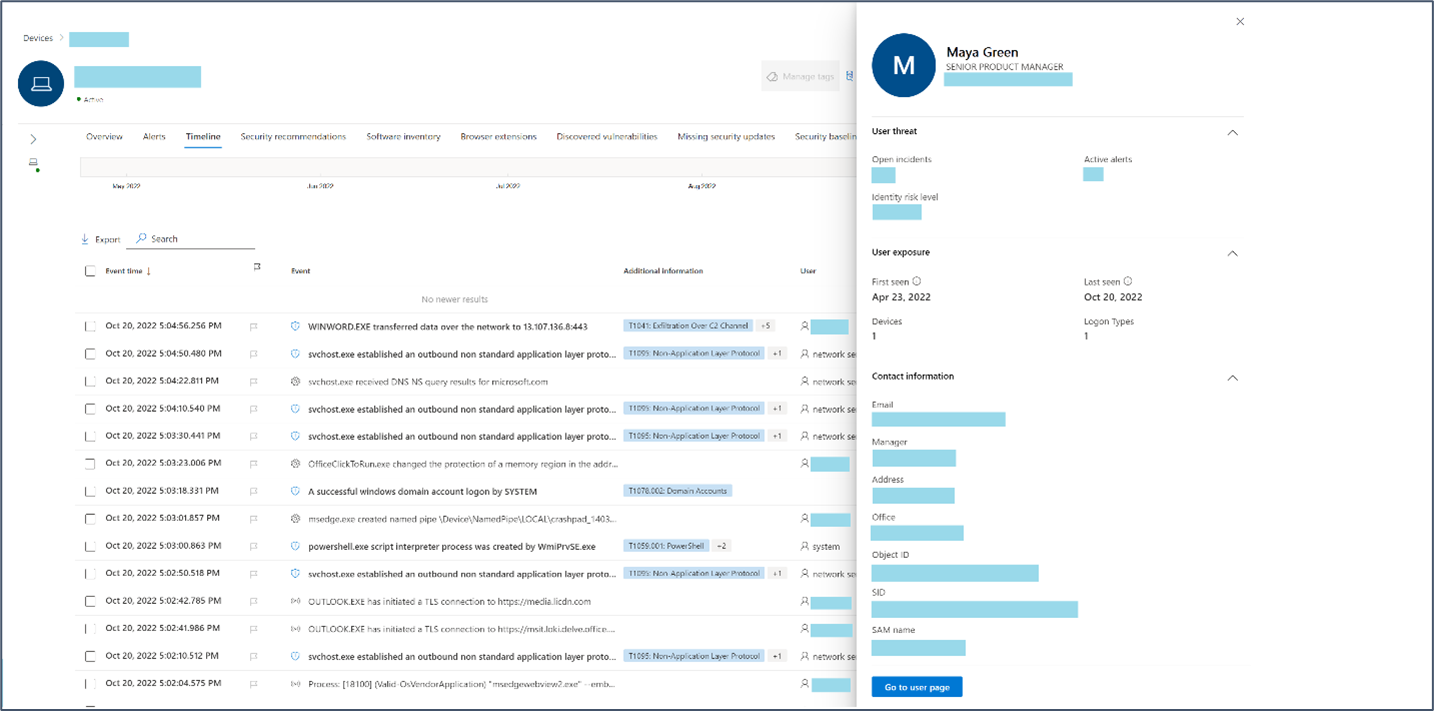 Devices >
Active
Manage tags
Overview Alerts Timeline Security recommendations Software inventory Browser extensions Discovered vulnerabilities Missing security updates Security baselin
May 2022 Jun 2022 Jul 2022 Aug 2022
Export Search
Event time ↓ Event Additional information User
No newer results
Oct 20, 2022 5:04:56.256 PM WINWORD.EXE transferred data over the network to 13.107.136.8:443 T1041: Exfiltration Over C2 Channel +5
Oct 20, 2022 5:04:50.480 PM svchost.exe established an outbound non standard application layer proto... T1095: Non-Application Layer Protocol +1 network se
Oct 20, 2022 5:04:22.811 PM svchost.exe received DNS NS query results for microsoft.com network se
Oct 20, 2022 5:04:10.540 PM svchost.exe established an outbound non standard application layer proto... T1095: Non-Application Layer Protocol +1 network se
Oct 20, 2022 5:03:30.441 PM svchost.exe established an outbound non standard application layer proto... T1095: Non-Application Layer Protocol +1 network se
Oct 20, 2022 5:03:23.006 PM OfficeClickToRun.exe changed the protection of a memory region in the addr...
Oct 20, 2022 5:03:18.331 PM A successful windows domain account logon by SYSTEM T1078.002: Domain Accounts
Oct 20, 2022 5:03:01.857 PM msedge.exe created named pipe \Device\NamedPipe\LOCAL\crashpad_1403...
Oct 20, 2022 5:03:00.863 PM powershell.exe script interpreter process was created by WmiPrvSE.exe T1059.001: PowerShell +2 system
Oct 20, 2022 5:02:50.518 PM svchost.exe established an outbound non standard application layer proto... T1095: Non-Application Layer Protocol +1 network se
Oct 20, 2022 5:02:42.785 PM OUTLOOK.EXE has initiated a TLS connection to https://media.licdn.com
Oct 20, 2022 5:02:41.986 PM OUTLOOK.EXE has initiated a TLS connection to https://msit.loki.delve.office....
Oct 20, 2022 5:02:10.512 PM svchost.exe established an outbound non standard application layer proto... T1095: Non-Application Layer Protocol +1 network se
Oct 20, 2022 5:02:04.575 PM Process: [18100] (Valid-OsVendorApplication) "msedgewebview2.exe" --emb...
M
Maya Green
SENIOR PRODUCT MANAGER
User threat
Open incidents Active alerts
Identity risk level
User exposure
First seen Last seen
Apr 23, 2022 Oct 20, 2022
Devices Logon Types
1 1
Contact information
Email
Manager
Address
Office
Object ID
SID
SAM name
Go to user page